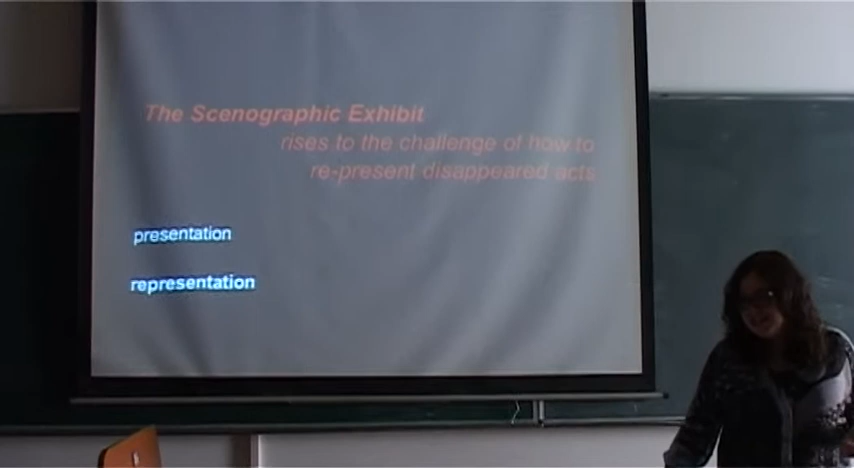 The Scenographic Exhibit
rises to the challenge of how to
re-present disappeared acts
presentation
representation